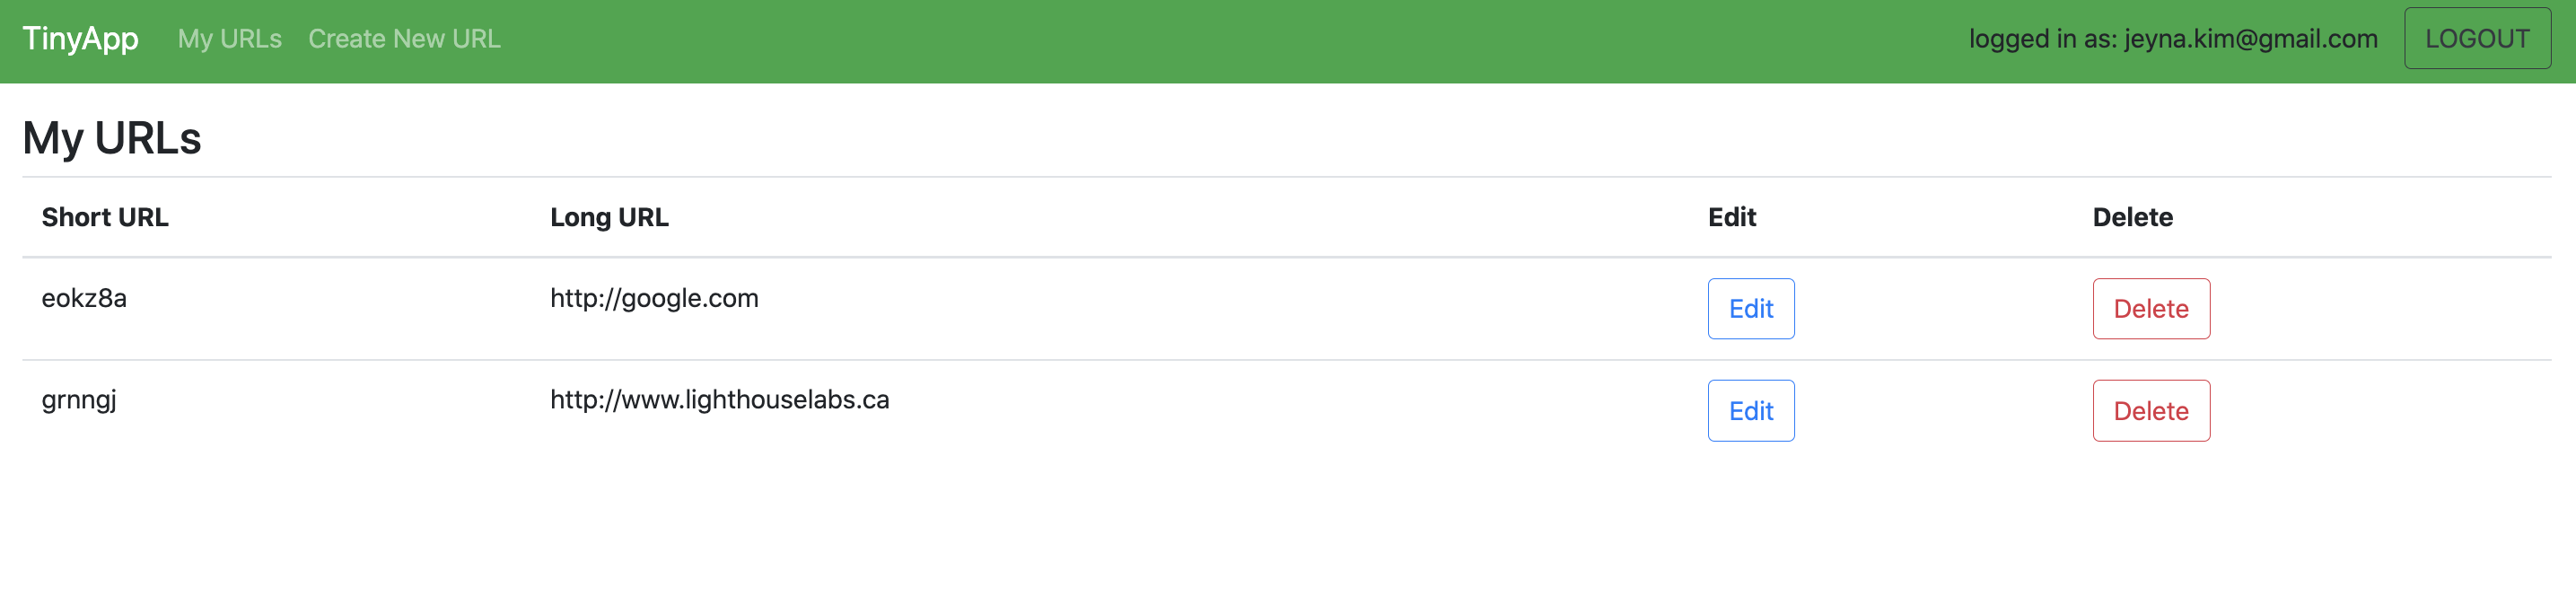 TinyApp My URLs Create New URL logged in as: jeyna.kim@gmail.com LOGOUT
My URLs
Short URL Long URL Edit Delete
eokz8a http://google.com Edit Delete
grnngj http://www.lighthouselabs.ca Edit Delete